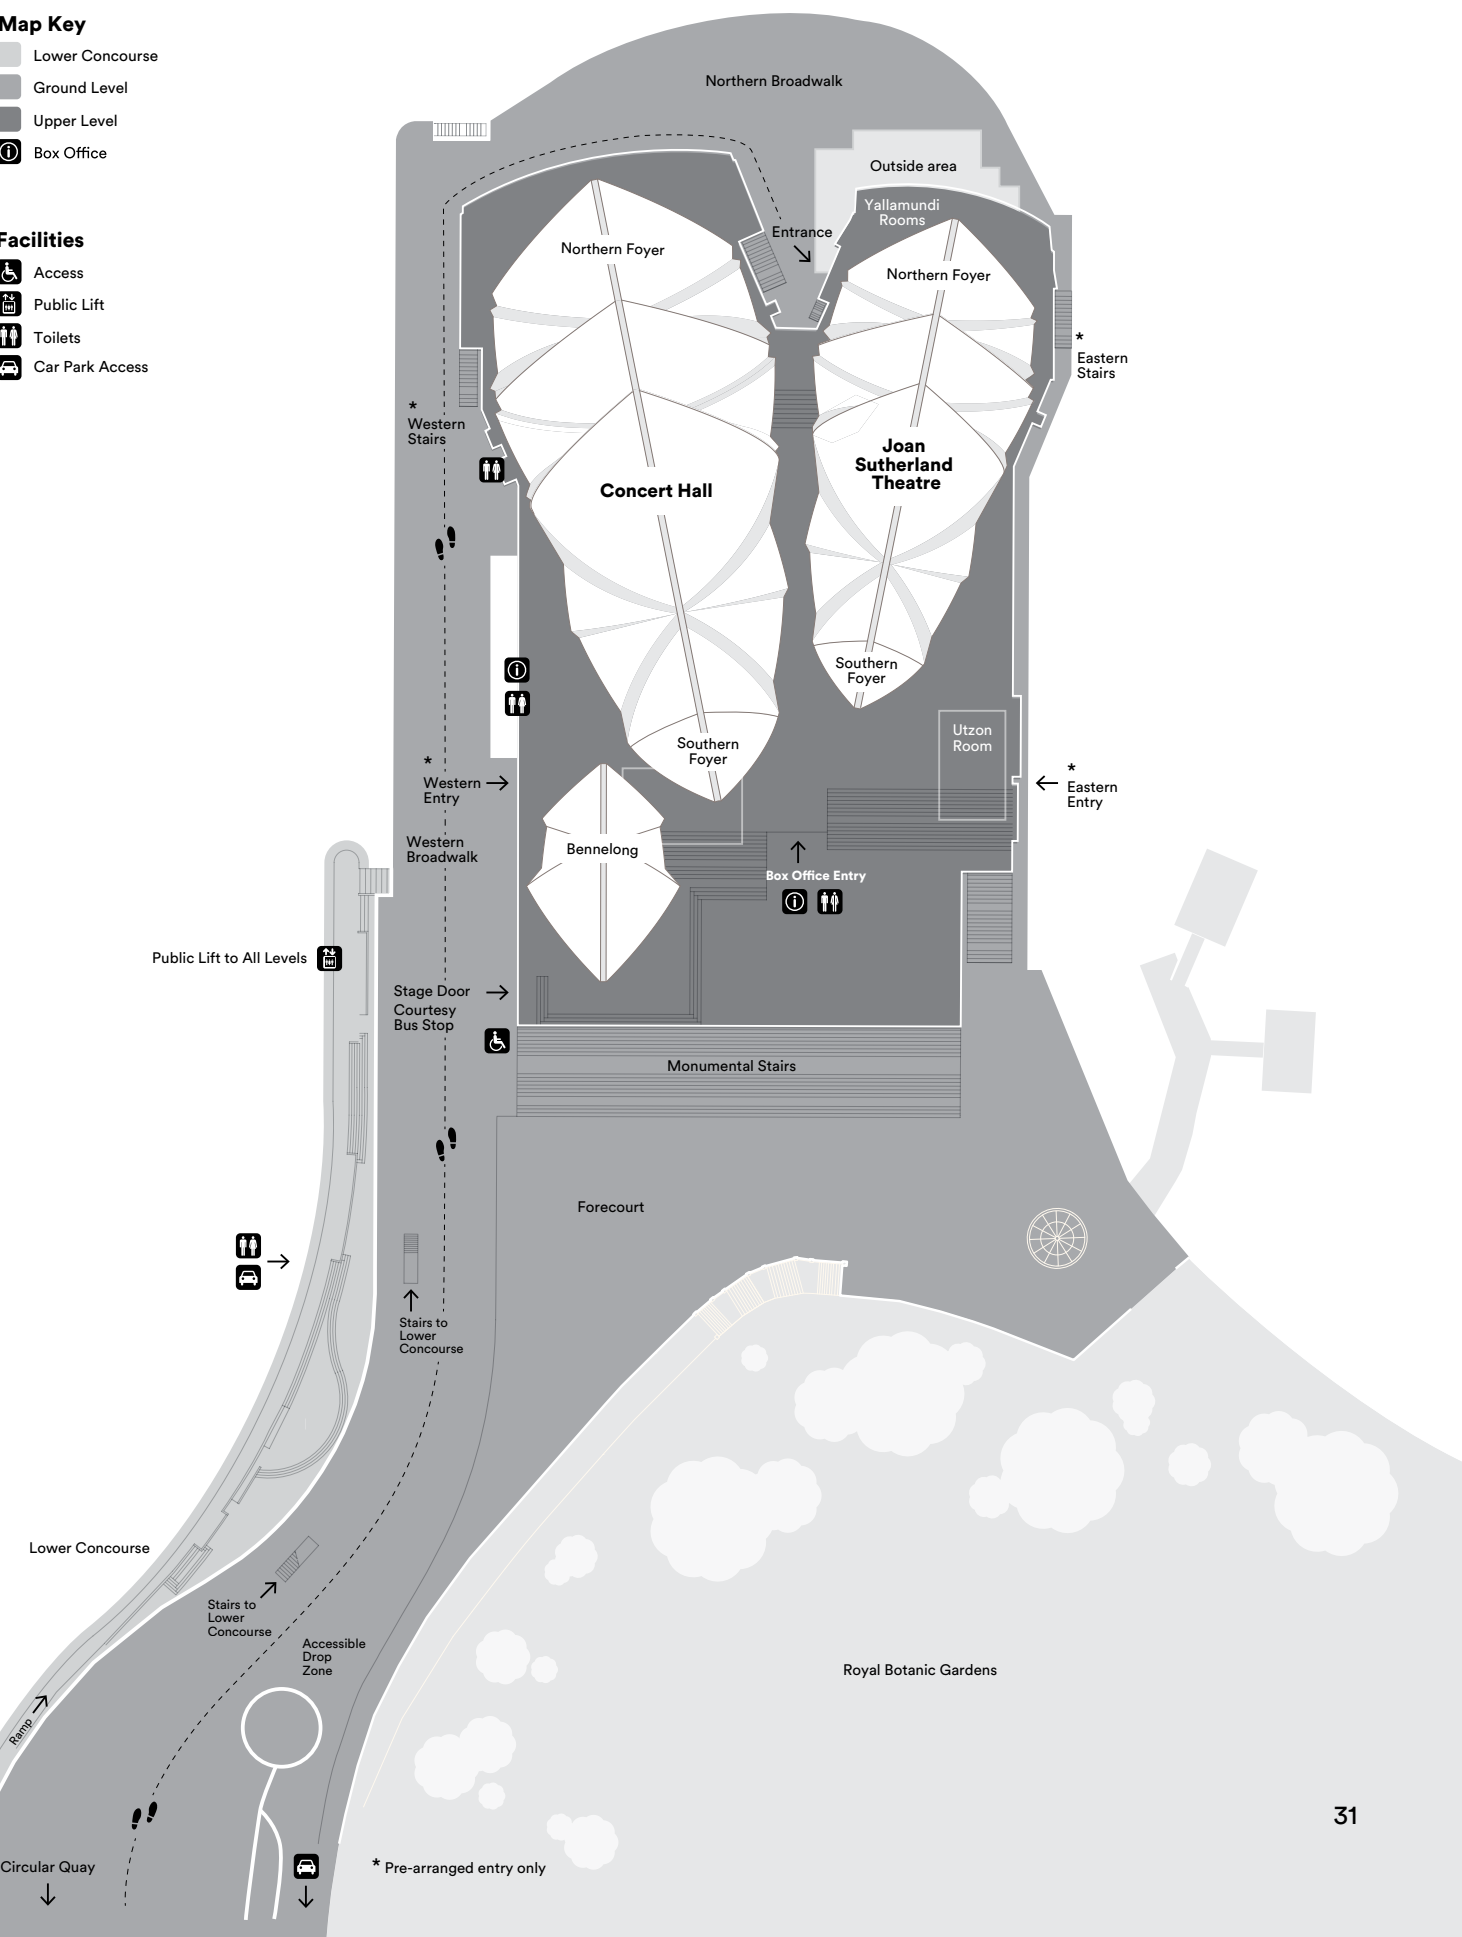 Map Key
Lower Concourse
Ground Level
Upper Level
Box Office
Facilities
Access
Public Lift
Toilets
Car Park Access
Northern Broadwalk
Outside area
Yallamundi
Rooms
Entrance
Northern Foyer
Northern Foyer
*
Eastern
Stairs
*
Western
Stairs
Concert Hall
Joan
Sutherland
Theatre
Southern
Foyer
Southern
Foyer
Utzon
Room
*
Western
Entry
*
Eastern
Entry
Western
Broadwalk
Bennelong
Box Office Entry
Public Lift to All Levels
Stage Door
Courtesy
Bus Stop
Monumental Stairs
Forecourt
Stairs to
Lower
Concourse
Lower Concourse
Stairs to
Lower
Concourse
Accessible
Drop
Zone
Royal Botanic Gardens
Ramp
31
Circular Quay
* Pre-arranged entry only